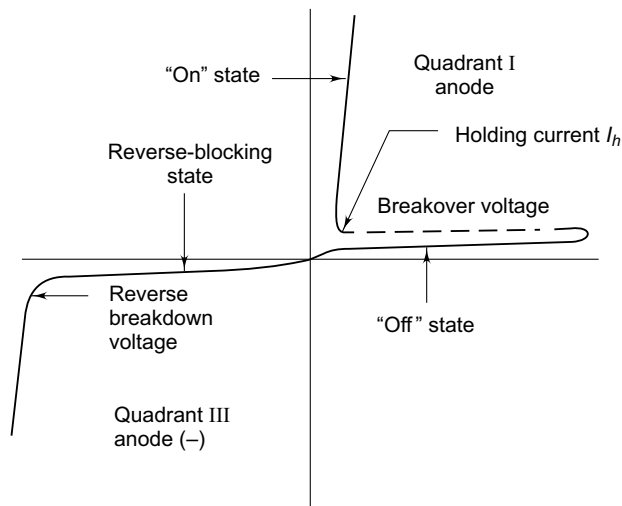 "On" state
Quadrant I
anode
Holding current Iₕ
Reverse-blocking
state
Breakover voltage
Reverse
breakdown
voltage
"Off" state
Quadrant III
anode (–)